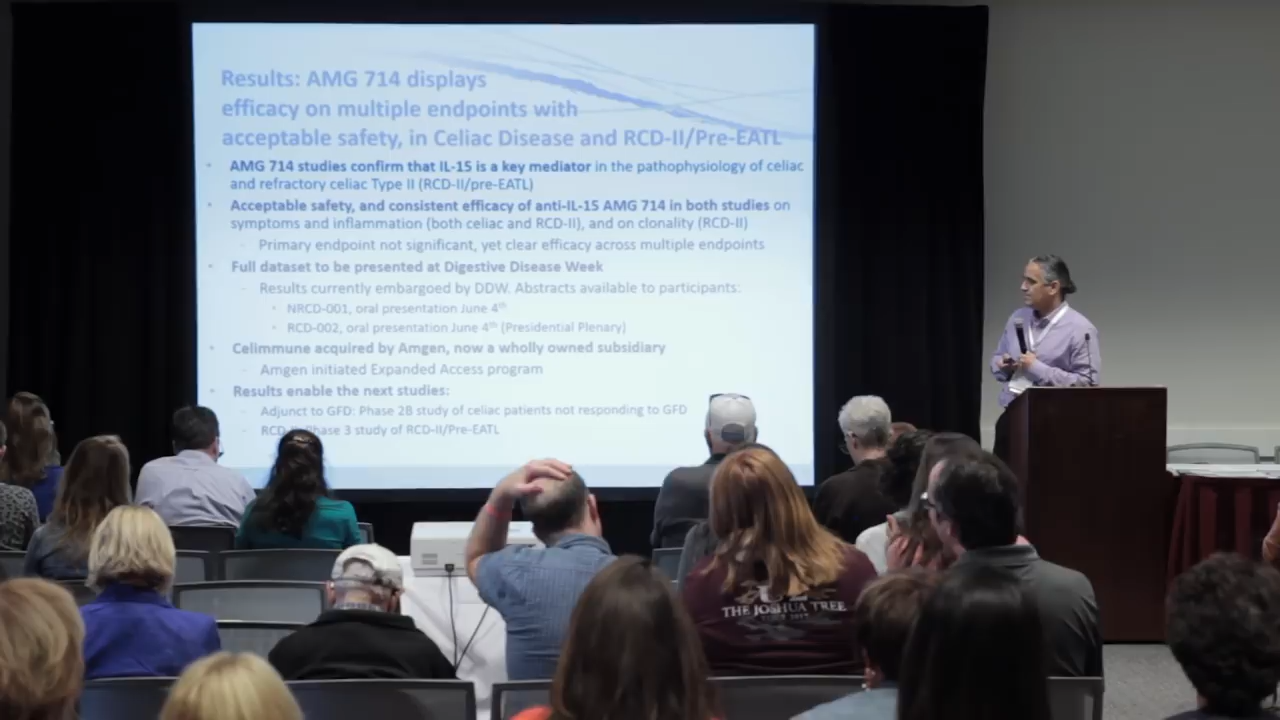 Results: AMG 714 displays
efficacy on multiple endpoints with
acceptable safety, in Celiac Disease and RCD-II/Pre-EATL
AMG 714 studies confirm that IL-15 is a key mediator in the pathophysiology of celiac
and refractory celiac Type II (RCD-II/pre-EATL)
Acceptable safety, and consistent efficacy of anti-IL-15 AMG 714 in both studies on
symptoms and inflammation (both celiac and RCD-II), and on clonality (RCD-II)
Primary endpoint not significant, yet clear efficacy across multiple endpoints
Full dataset to be presented at Digestive Disease Week
Results currently embargoed by DDW. Abstracts available to participants:
NRCD-001, oral presentation June 4th
RCD-002, oral presentation June 4th (Presidential Plenary)
Celimmune acquired by Amgen, now a wholly owned subsidiary
Amgen initiated Expanded Access program
Results enable the next studies:
Adjunct to GFD: Phase 2B study of celiac patients not responding to GFD
Phase 3 study of RCD-II/Pre-EATL
THE JOSHUA TREE